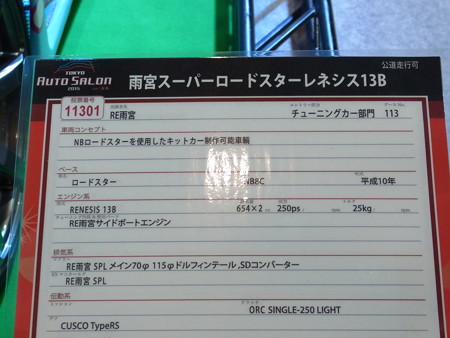 TOKYO
AUTO SALON
2015
公道走行可
雨宮スーパーロードスターレネシス13B
投票番号
11301
RE雨宮
チューニングカー部門 113
車両コンセプト
NBロードスターを使用したキットカー制作可能車輛
ベース
ロードスター NB8C 平成10年
エンジン系
RENESIS 13B 654×2 cc 250ps / 25kg /
RE雨宮サイドポートエンジン
排気系
RE雨宮 SPL メイン70φ 115φドルフィンテール ,SDコンバーター
RE雨宮 SPL
伝動系
ORC SINGLE-250 LIGHT
CUSCO TypeRS